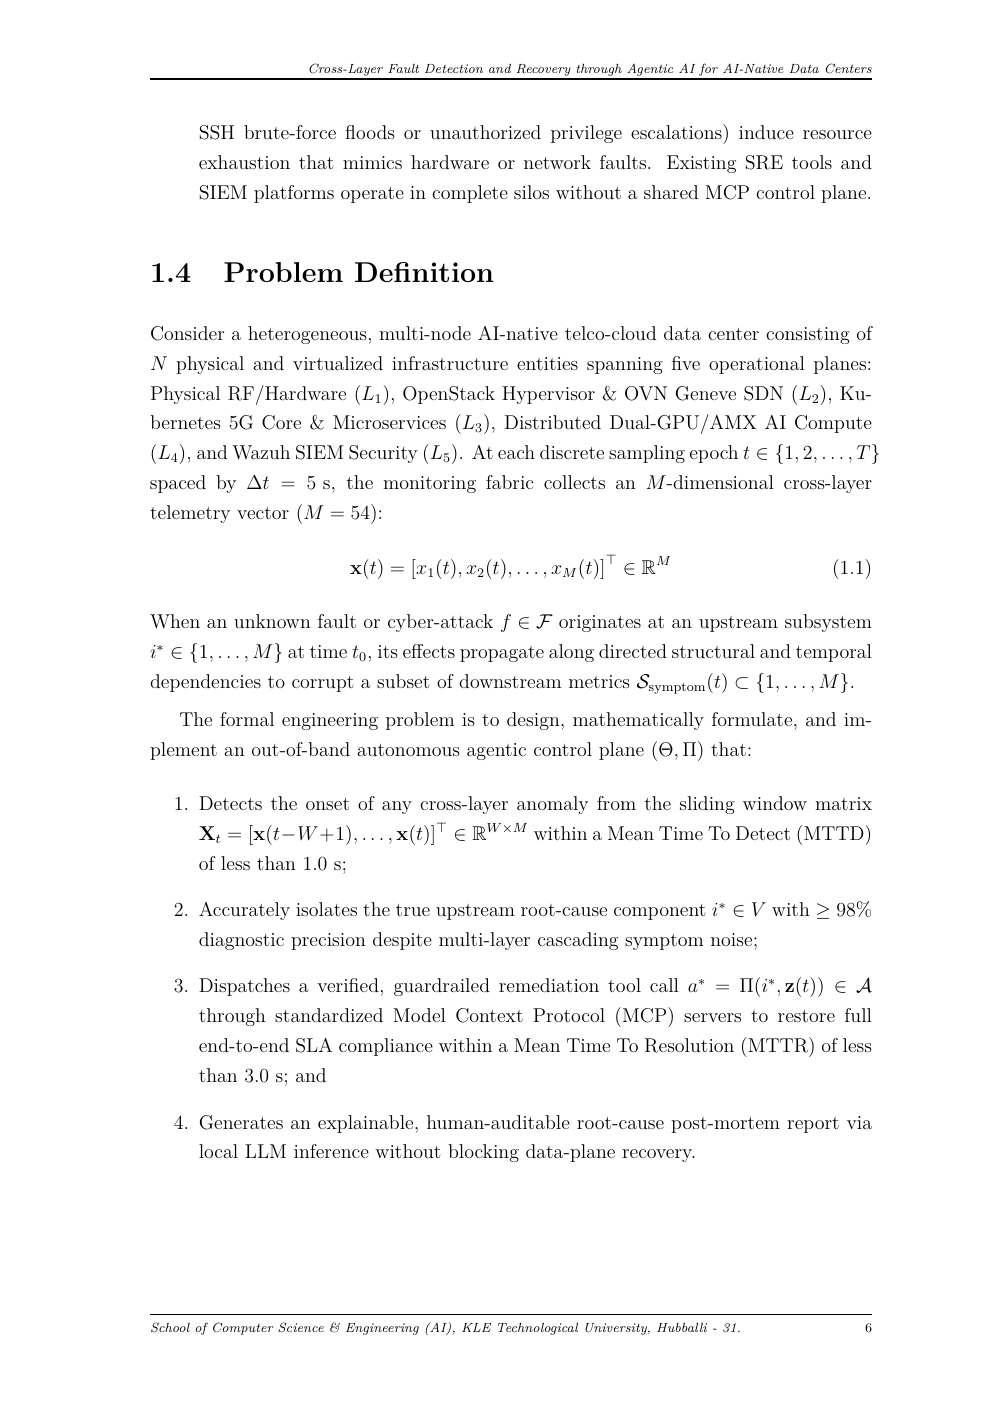 Cross-Layer Fault Detection and Recovery through Agentic AI for AI-Native Data Centers
SSH brute-force floods or unauthorized privilege escalations) induce resource
exhaustion that mimics hardware or network faults. Existing SRE tools and
SIEM platforms operate in complete silos without a shared MCP control plane.
1.4 Problem Definition
Consider a heterogeneous, multi-node AI-native telco-cloud data center consisting of
N physical and virtualized infrastructure entities spanning five operational planes:
Physical RF/Hardware (L₁), OpenStack Hypervisor & OVN Geneve SDN (L₂), Ku-
bernetes 5G Core & Microservices (L₃), Distributed Dual-GPU/AMX AI Compute
(L₄), and Wazuh SIEM Security (L₅). At each discrete sampling epoch t ∈ {1, 2, . . . , T}
spaced by Δt = 5 s, the monitoring fabric collects an M-dimensional cross-layer
telemetry vector (M = 54):
x(t) = [x₁(t), x₂(t), . . . , x_M(t)]^⊤ ∈ ℝ^M (1.1)
When an unknown fault or cyber-attack f ∈ ℱ originates at an upstream subsystem
i* ∈ {1, . . . , M} at time t₀, its effects propagate along directed structural and temporal
dependencies to corrupt a subset of downstream metrics 𝒮_symptom(t) ⊂ {1, . . . , M}.
The formal engineering problem is to design, mathematically formulate, and im-
plement an out-of-band autonomous agentic control plane (Θ, Π) that:
1. Detects the onset of any cross-layer anomaly from the sliding window matrix
X_t = [x(t−W+1), . . . , x(t)]^⊤ ∈ ℝ^{W×M} within a Mean Time To Detect (MTTD)
of less than 1.0 s;
2. Accurately isolates the true upstream root-cause component i* ∈ V with ≥ 98%
diagnostic precision despite multi-layer cascading symptom noise;
3. Dispatches a verified, guardrailed remediation tool call a* = Π(i*, z(t)) ∈ 𝒜
through standardized Model Context Protocol (MCP) servers to restore full
end-to-end SLA compliance within a Mean Time To Resolution (MTTR) of less
than 3.0 s; and
4. Generates an explainable, human-auditable root-cause post-mortem report via
local LLM inference without blocking data-plane recovery.
School of Computer Science & Engineering (AI), KLE Technological University, Hubballi - 31. 6